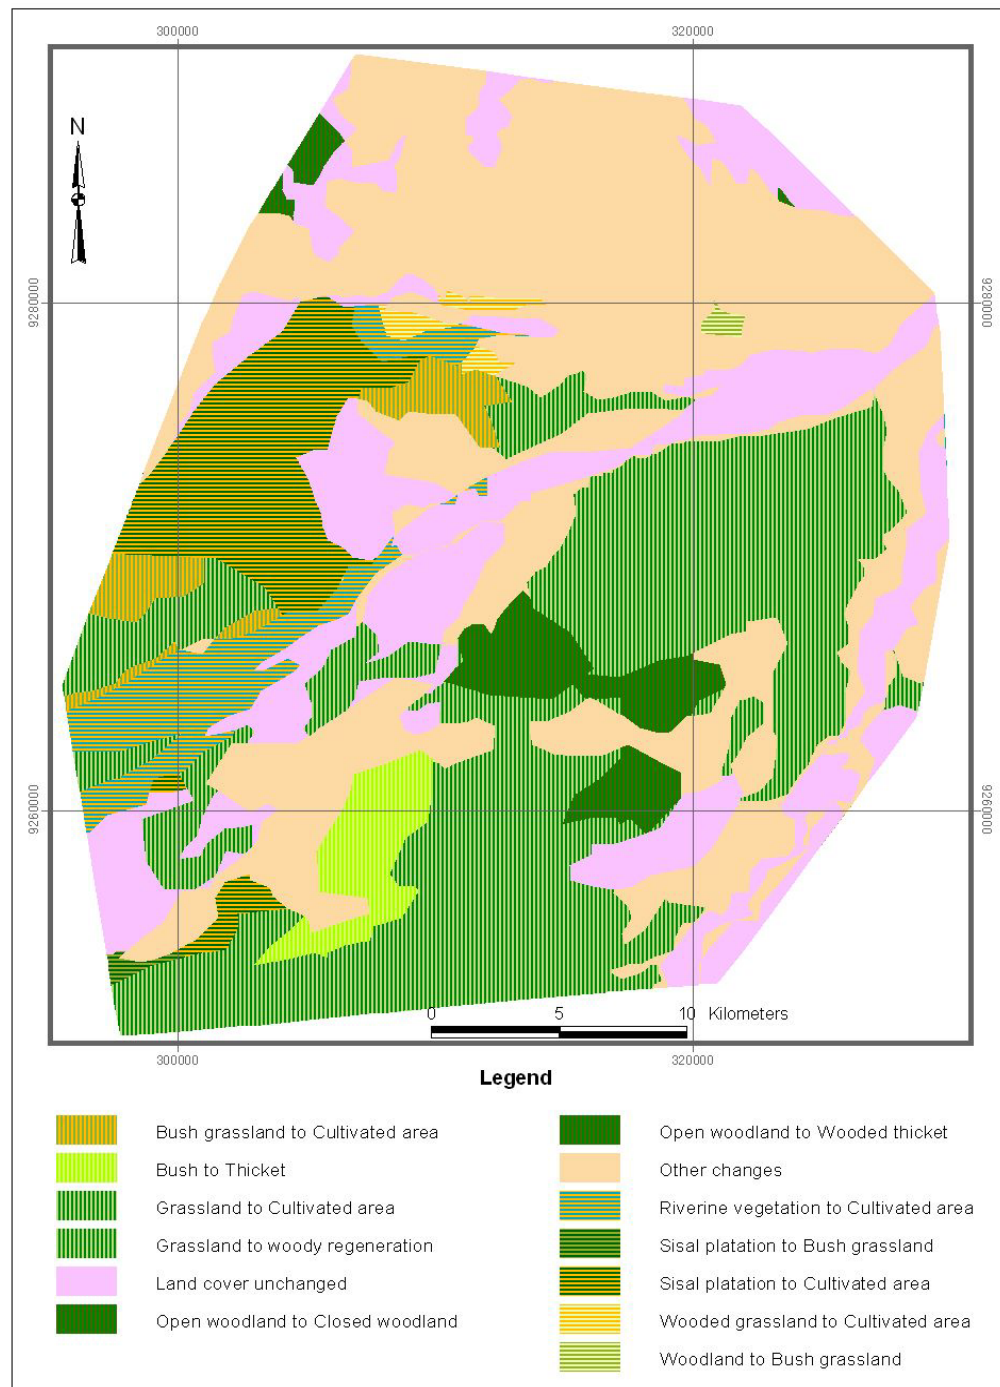 300000 320000
N
9280000 9280000
9260000 9260000
0 5 10 Kilometers
300000 320000
Legend
Bush grassland to Cultivated area
Bush to Thicket
Grassland to Cultivated area
Grassland to woody regeneration
Land cover unchanged
Open woodland to Closed woodland
Open woodland to Wooded thicket
Other changes
Riverine vegetation to Cultivated area
Sisal platation to Bush grassland
Sisal platation to Cultivated area
Wooded grassland to Cultivated area
Woodland to Bush grassland